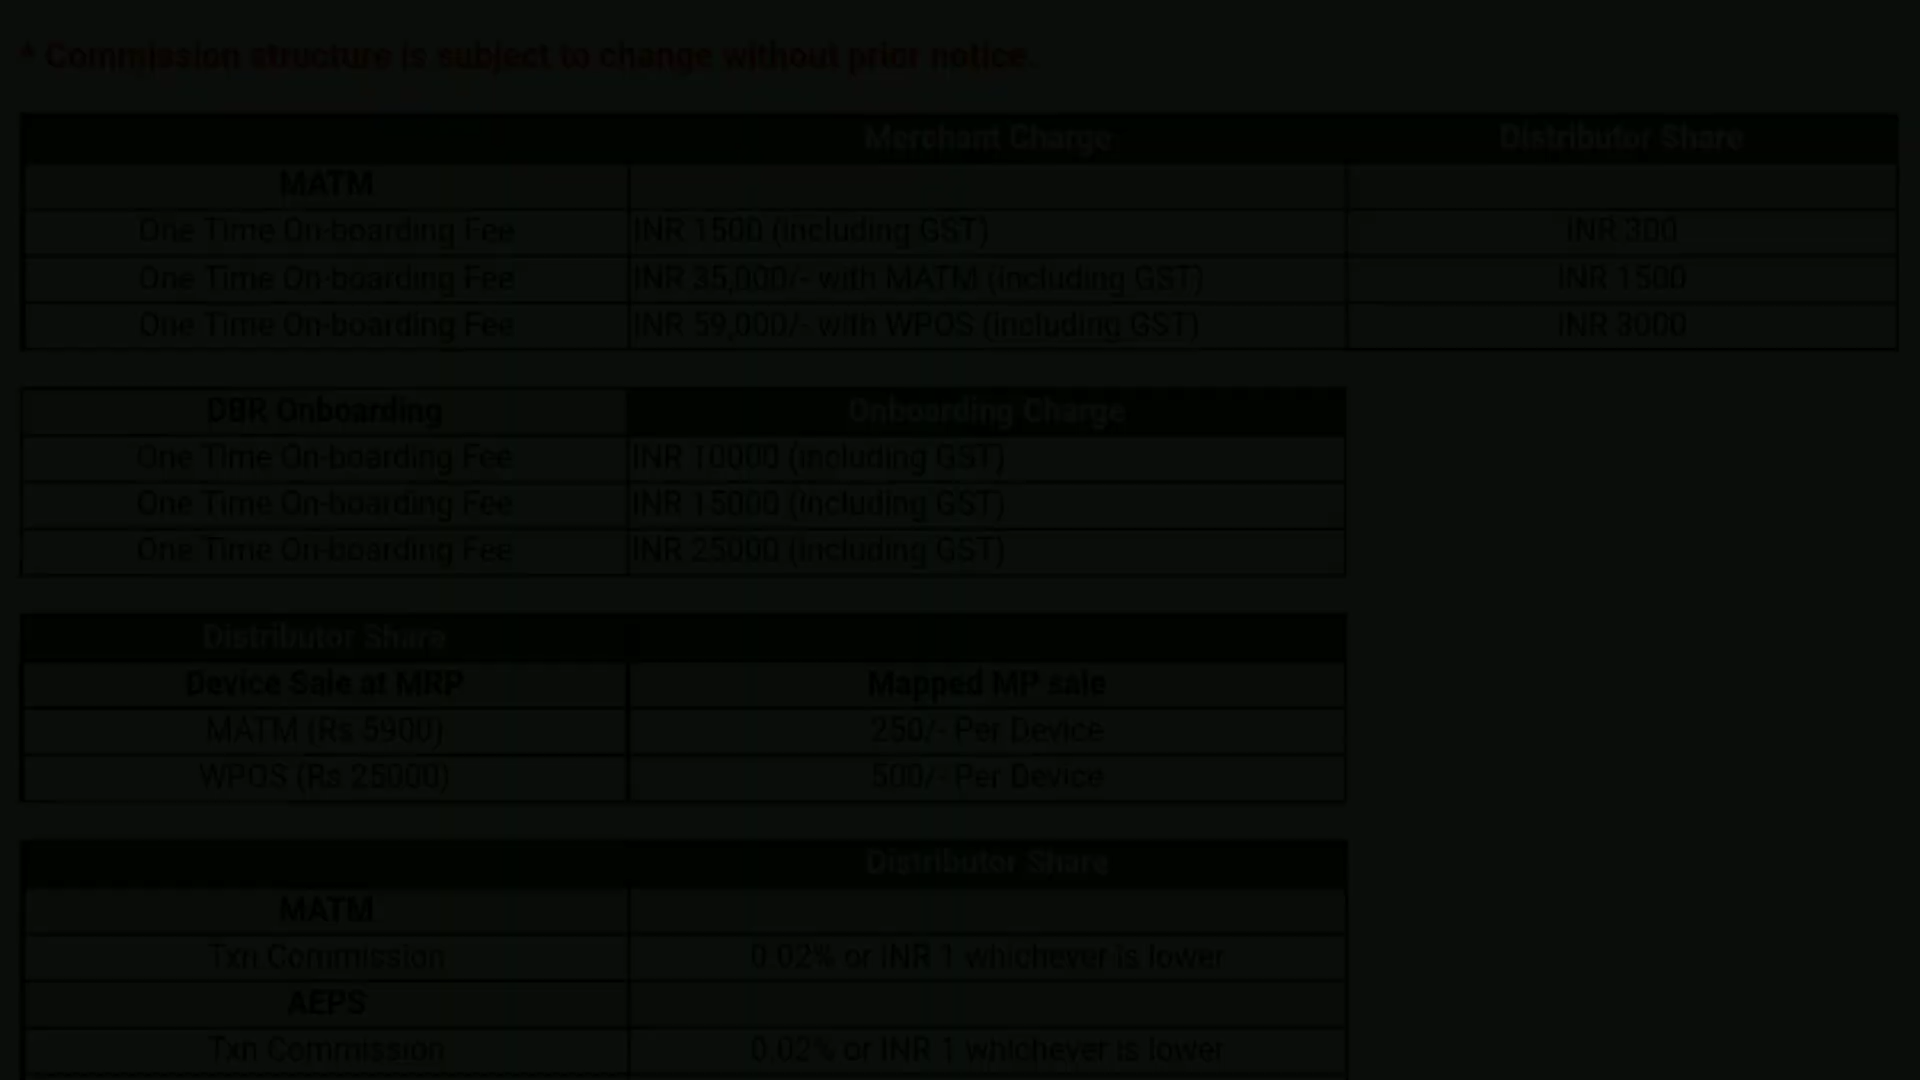 * Commission structure is subject to change without prior notice.
Merchant Charge Distributor Share
MATM
One Time On-boarding Fee INR 1500 (including GST) INR 300
One Time On-boarding Fee INR 35,000/- with MATM (including GST) INR 1500
One Time On-boarding Fee INR 59,000/- with WPOS (including GST) INR 3000
DBR Onboarding Onboarding Charge
One Time On-boarding Fee INR 10000 (including GST)
One Time On-boarding Fee INR 15000 (including GST)
One Time On-boarding Fee INR 25000 (including GST)
Distributor Share
Device Sale at MRP Mapped MP sale
MATM (Rs 5900) 250/- Per Device
WPOS (Rs 25000) 500/- Per Device
Distributor Share
MATM
Txn Commission 0.02% or INR 1 whichever is lower
AEPS
Txn Commission 0.02% or INR 1 whichever is lower